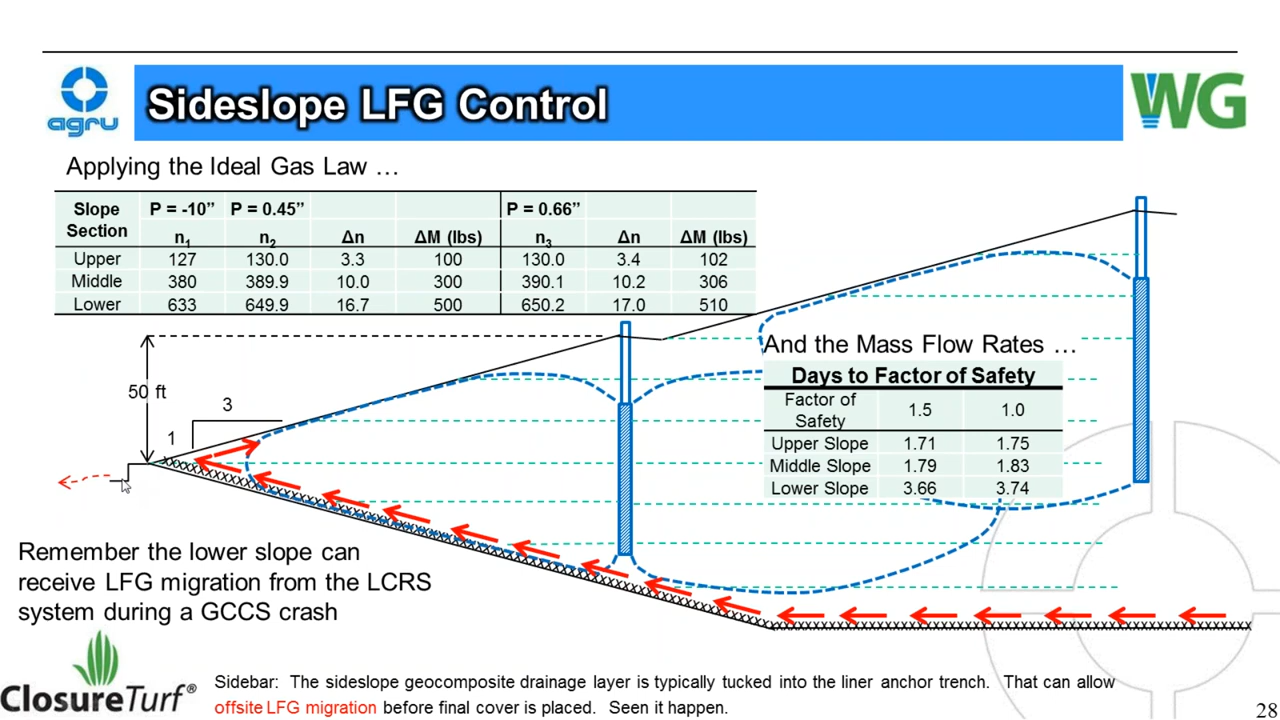 agru
Sideslope LFG Control
WG
Applying the Ideal Gas Law …
Slope Section P = -10” P = 0.45” P = 0.66”
n1 n2 Δn ΔM (lbs) n3 Δn ΔM (lbs)
Upper 127 130.0 3.3 100 130.0 3.4 102
Middle 380 389.9 10.0 300 390.1 10.2 306
Lower 633 649.9 16.7 500 650.2 17.0 510
And the Mass Flow Rates …
Days to Factor of Safety
Factor of Safety 1.5 1.0
Upper Slope 1.71 1.75
Middle Slope 1.79 1.83
Lower Slope 3.66 3.74
50 ft
3
1
Remember the lower slope can
receive LFG migration from the LCRS
system during a GCCS crash
ClosureTurf®
Sidebar: The sideslope geocomposite drainage layer is typically tucked into the liner anchor trench. That can allow
offsite LFG migration before final cover is placed. Seen it happen.
28